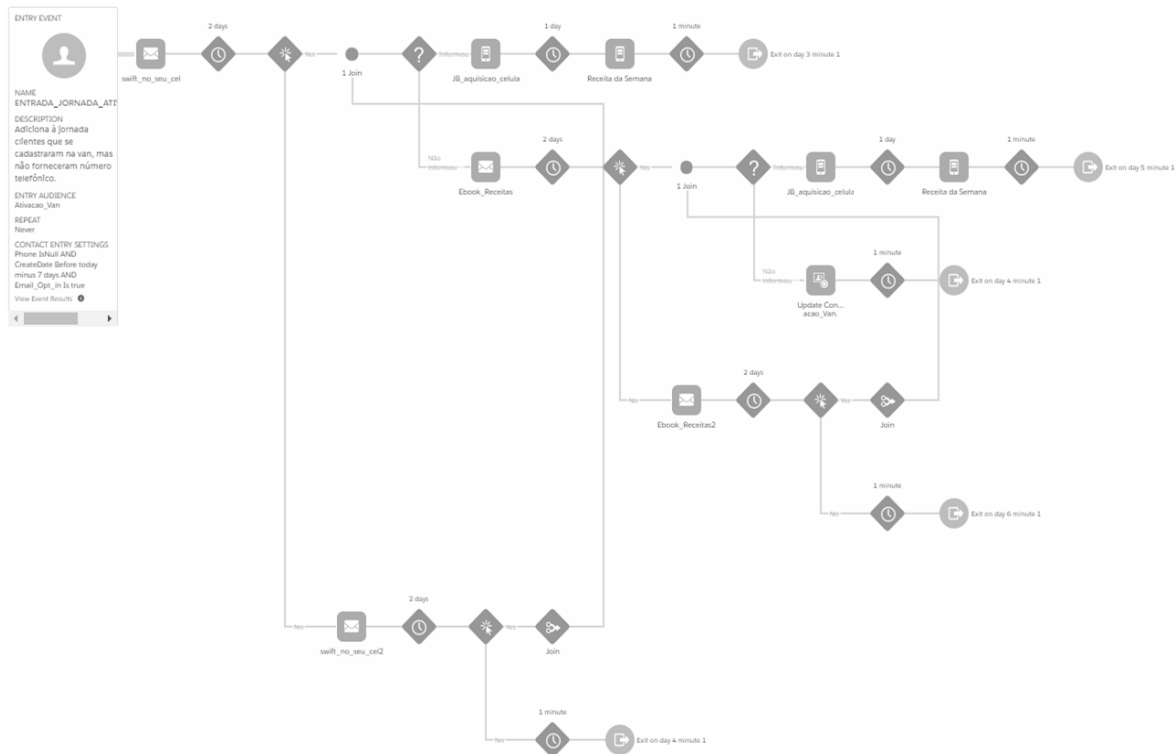 ENTRY EVENT
NAME
ENTRADA_JORNADA_ATI
DESCRIPTION
Adiciona à jornada
clientes que se
cadastraram na van, mas
não forneceram número
telefônico.
ENTRY AUDIENCE
Ativacao_Van
REPEAT
Never
CONTACT ENTRY SETTINGS
Phone IsNull AND
CreateDate Before today
minus 7 days AND
Email_Opt_in Is true
View Event Results
swift_no_seu_cel
2 days
Yes
1 Join
?
Informou
JB_aquisicao_celula
1 day
Receita da Semana
1 minute
Exit on day 3 minute 1
Não
informou
Ebook_Receitas
2 days
Yes
1 Join
?
Informou
JB_aquisicao_celula
1 day
Receita da Semana
1 minute
Exit on day 5 minute 1
Não
informou
Update Con...
acao_Van.
1 minute
Exit on day 4 minute 1
No
Ebook_Receitas2
2 days
Yes
Join
No
1 minute
Exit on day 6 minute 1
No
swift_no_seu_cel2
2 days
Yes
Join
No
1 minute
Exit on day 4 minute 1